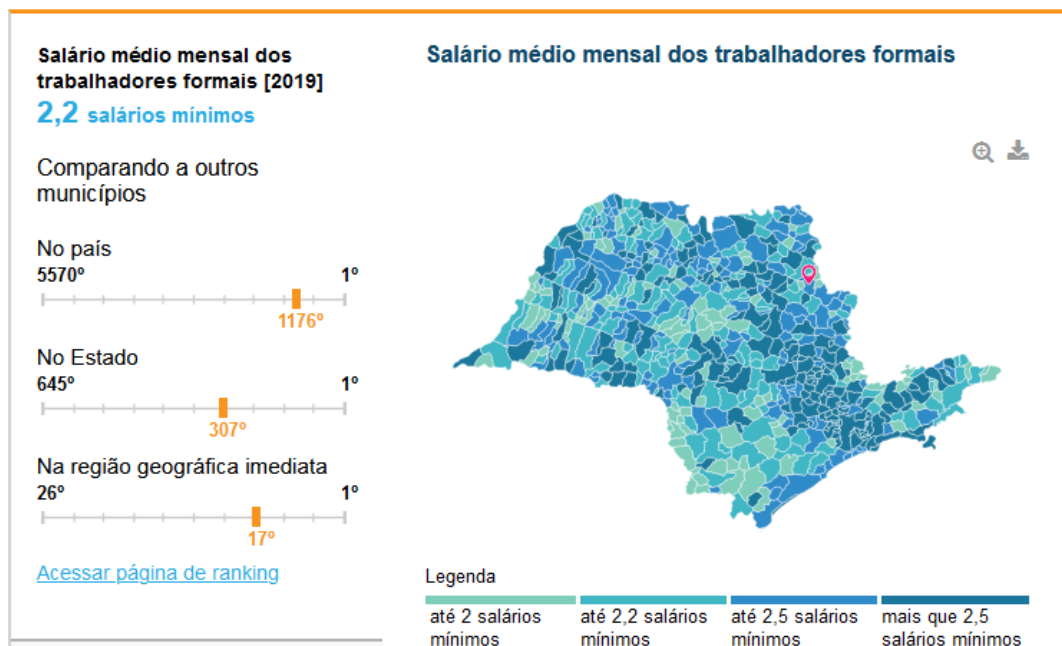 Salário médio mensal dos
trabalhadores formais [2019]
2,2 salários mínimos
Comparando a outros
municípios
No país
5570º 1º
1176º
No Estado
645º 1º
307º
Na região geográfica imediata
26º 1º
17º
Acessar página de ranking
Salário médio mensal dos trabalhadores formais
Legenda
até 2 salários
mínimos
até 2,2 salários
mínimos
até 2,5 salários
mínimos
mais que 2,5
salários mínimos